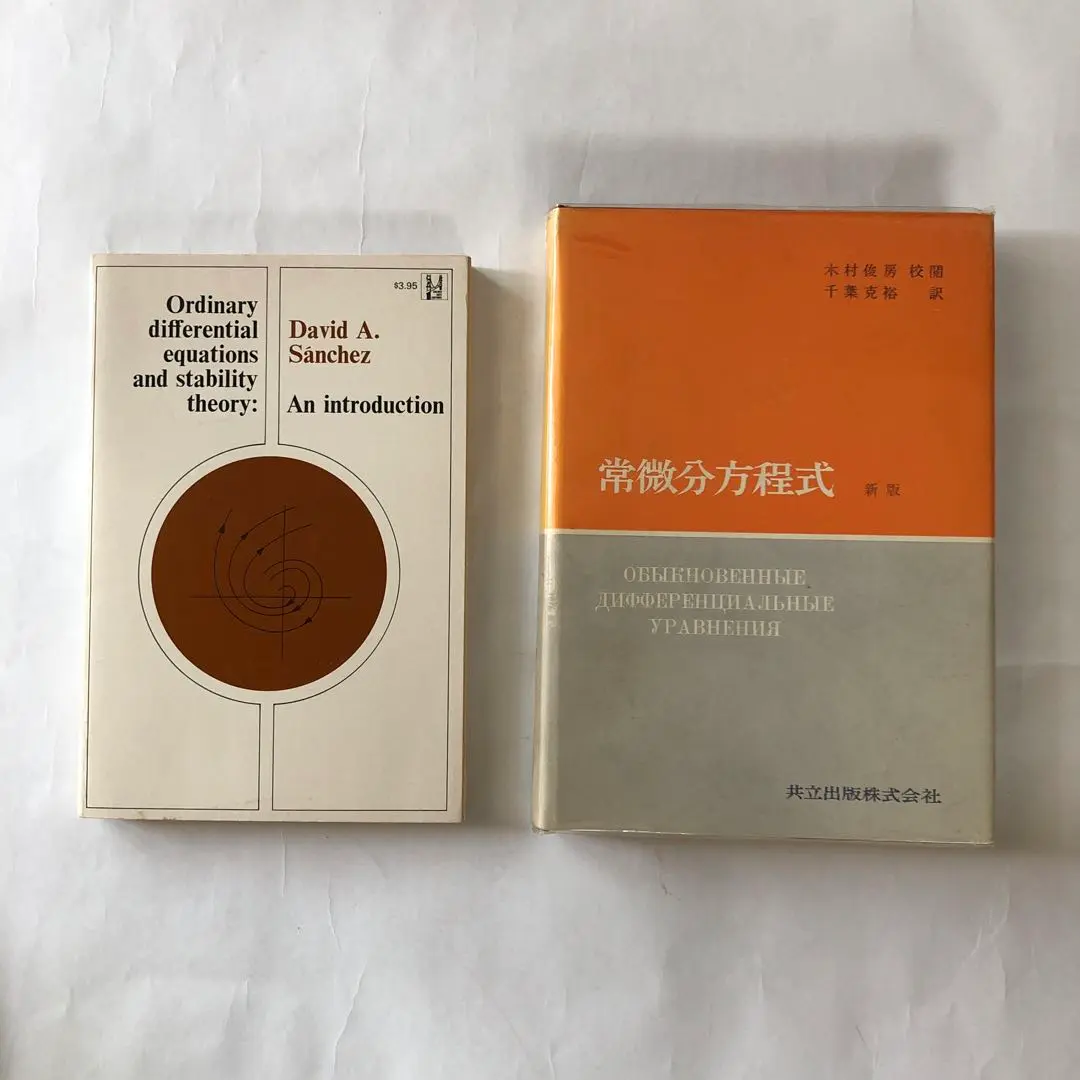 Ordinary
differential
equations
and stability
theory:
$3.95
David A.
Sánchez
An introduction
木村俊房 校閲
千葉克裕 訳
常微分方程式 新版
ОБЫКНОВЕННЫЕ
ДИФФЕРЕНЦИАЛЬНЫЕ
УРАВНЕНИЯ
共立出版株式会社